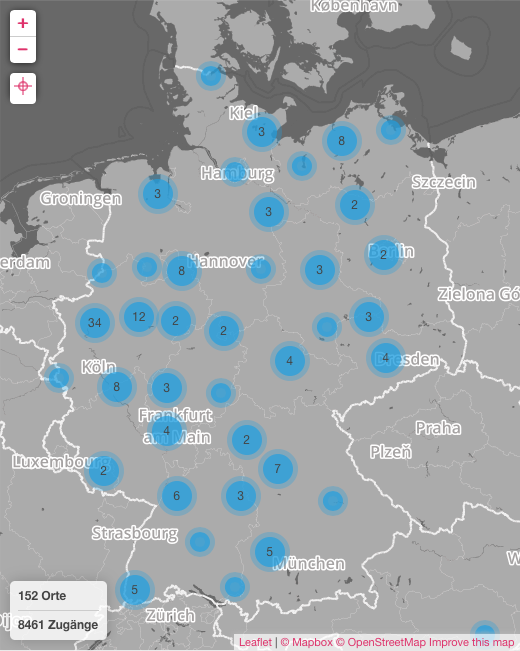 København
+
−
Kiel
3
8
Hamburg
Groningen
3
3
2
Szczecin
erdam
8
Hannover
3
Berlin
2
Zielona Gó
34
12
2
2
3
4
4
Dresden
Köln
8
3
Frankfurt
am Main
4
2
Praha
Plzeň
Luxembourg
2
7
6
3
Strasbourg
5
München
5
Zürich
152 Orte
8461 Zugänge
Leaflet | © Mapbox © OpenStreetMap Improve this map